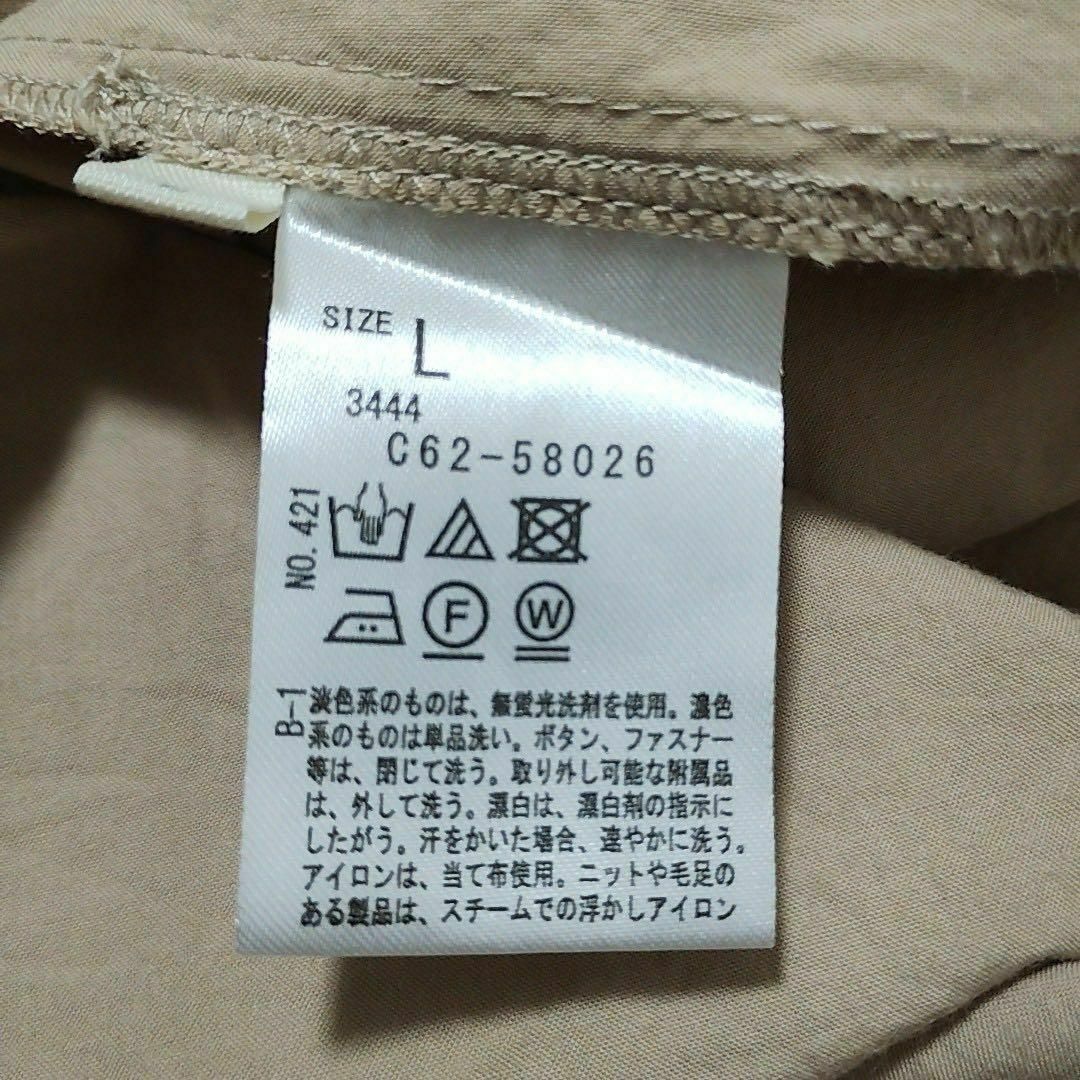 SIZE L
3444
C62-58026
NO. 421
F W
B-1
淡色系のものは、無蛍光洗剤を使用。濃色
系のものは単品洗い。ボタン、ファスナー
等は、閉じて洗う。取り外し可能な附属品
は、外して洗う。漂白は、漂白剤の指示に
したがう。汗をかいた場合、速やかに洗う。
アイロンは、当て布使用。ニットや毛足の
ある製品は、スチームでの浮かしアイロン